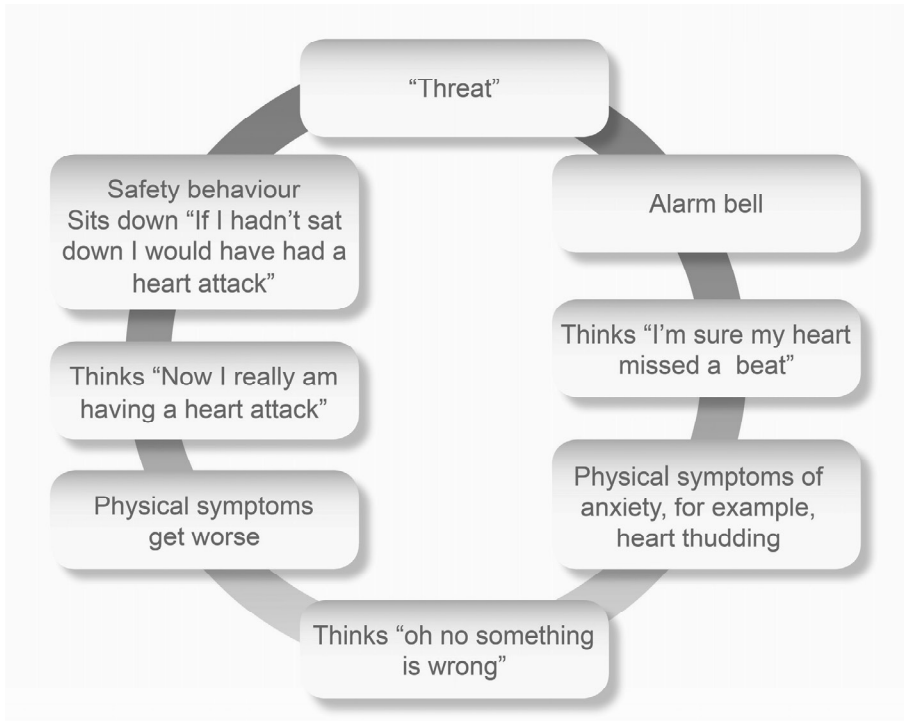 “Threat”
Alarm bell
Thinks “I’m sure my heart
missed a beat”
Physical symptoms of
anxiety, for example,
heart thudding
Thinks “oh no something
is wrong”
Physical symptoms
get worse
Thinks “Now I really am
having a heart attack”
Safety behaviour
Sits down “If I hadn’t sat
down I would have had a
heart attack”